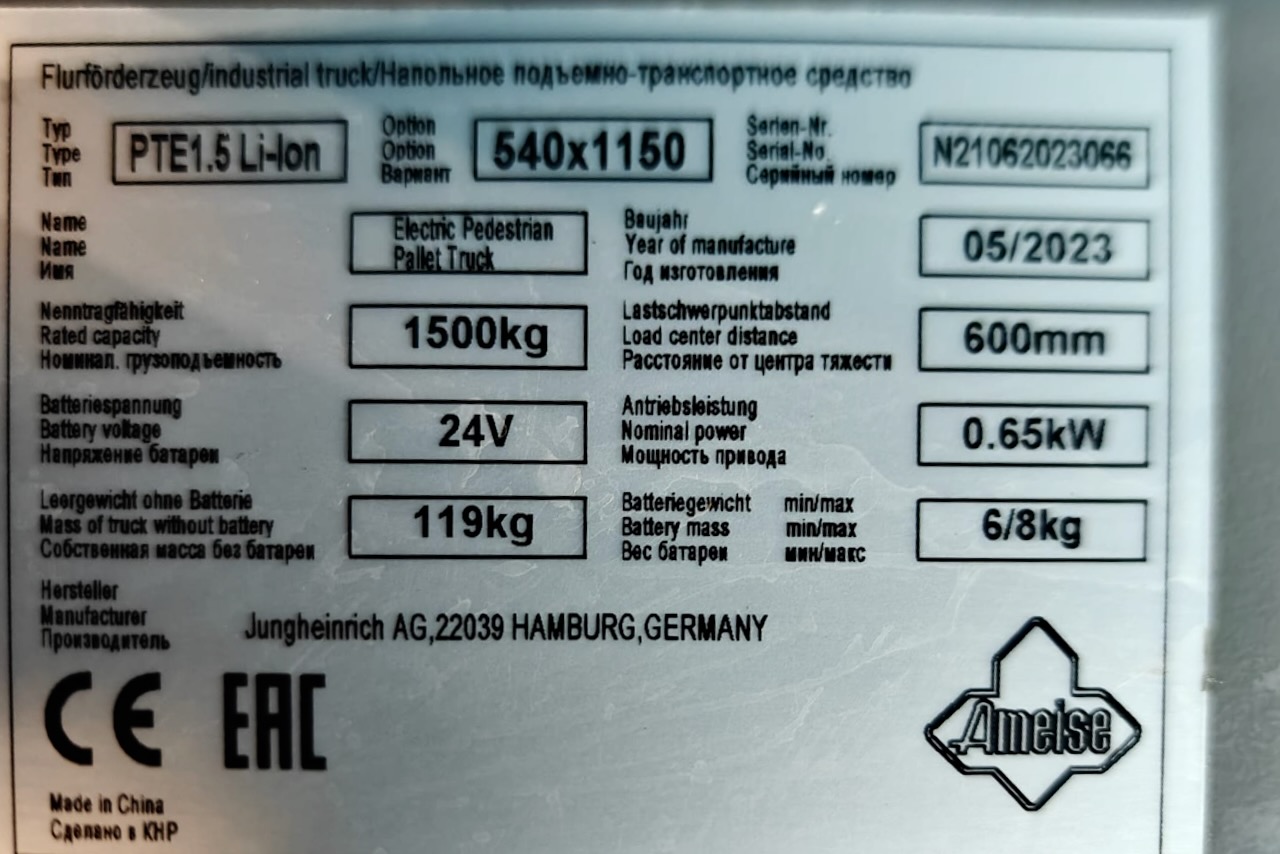 Flurförderzeug/industrial truck/Напольное подъемно-транспортное средство
Typ
Type
Тип
PTE1.5 Li-Ion
Option
Option
Вариант
540x1150
Serien-Nr.
Serial-No.
Серийный номер
N21062023066
Name
Name
Имя
Electric Pedestrian
Pallet Truck
Baujahr
Year of manufacture
Год изготовления
05/2023
Nenntragfähigkeit
Rated capacity
Номинал. грузоподъемность
1500kg
Lastschwerpunktabstand
Load center distance
Расстояние от центра тяжести
600mm
Batteriespannung
Battery voltage
Напряжение батареи
24V
Antriebsleistung
Nominal power
Мощность привода
0.65kW
Leergewicht ohne Batterie
Mass of truck without battery
Собственная масса без батареи
119kg
Batteriegewicht min/max
Battery mass min/max
Вес батареи мин/макс
6/8kg
Hersteller
Manufacturer
Производитель
Jungheinrich AG,22039 HAMBURG,GERMANY
CE EAC
Ameise
Made in China
Сделано в КНР